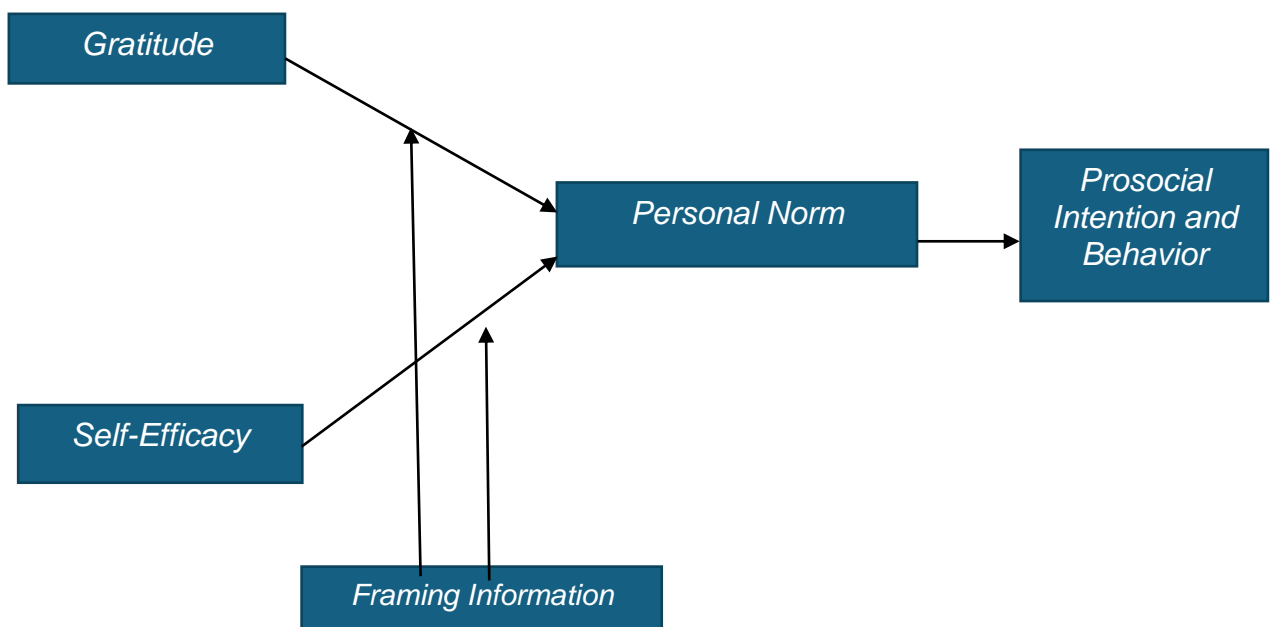 Gratitude
Personal Norm
Prosocial
Intention and
Behavior
Self-Efficacy
Framing Information